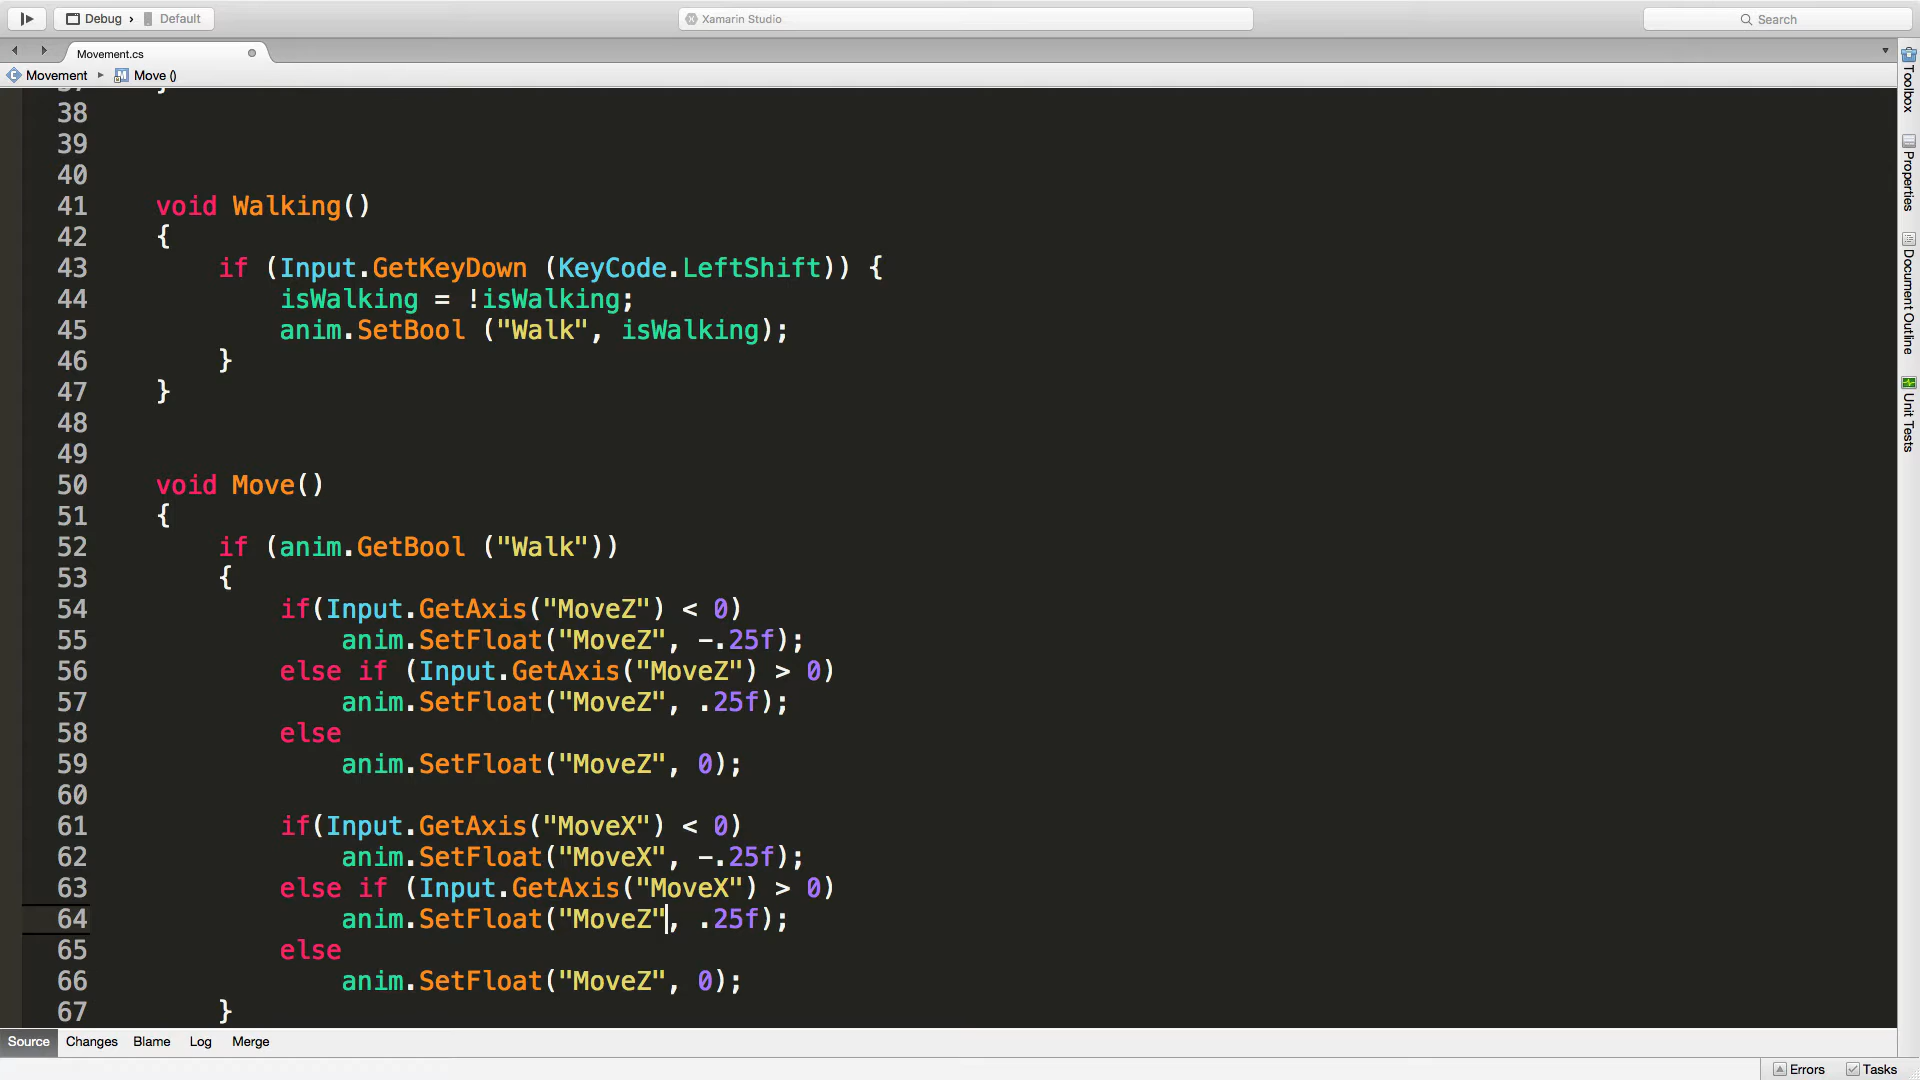 Debug › Default
Xamarin Studio
Search
Movement.cs
Movement ▸ Move ()
}
38
39
40
41 void Walking()
42 {
43 if (Input.GetKeyDown (KeyCode.LeftShift)) {
44 isWalking = !isWalking;
45 anim.SetBool ("Walk", isWalking);
46 }
47 }
48
49
50 void Move()
51 {
52 if (anim.GetBool ("Walk"))
53 {
54 if(Input.GetAxis("MoveZ") < 0)
55 anim.SetFloat("MoveZ", -.25f);
56 else if (Input.GetAxis("MoveZ") > 0)
57 anim.SetFloat("MoveZ", .25f);
58 else
59 anim.SetFloat("MoveZ", 0);
60
61 if(Input.GetAxis("MoveX") < 0)
62 anim.SetFloat("MoveX", -.25f);
63 else if (Input.GetAxis("MoveX") > 0)
64 anim.SetFloat("MoveZ", .25f);
65 else
66 anim.SetFloat("MoveZ", 0);
67 }
Toolbox
Properties
Document Outline
Unit Tests
Source Changes Blame Log Merge
Errors Tasks